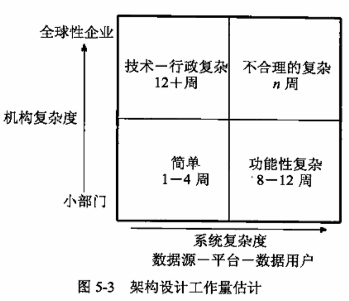 全球性企业
技术－行政复杂
12＋周
不合理的复杂
n 周
机构复杂度
简单
1－4 周
功能性复杂
8－12 周
小部门
系统复杂度
数据源－平台－数据用户
图 5-3 架构设计工作量估计